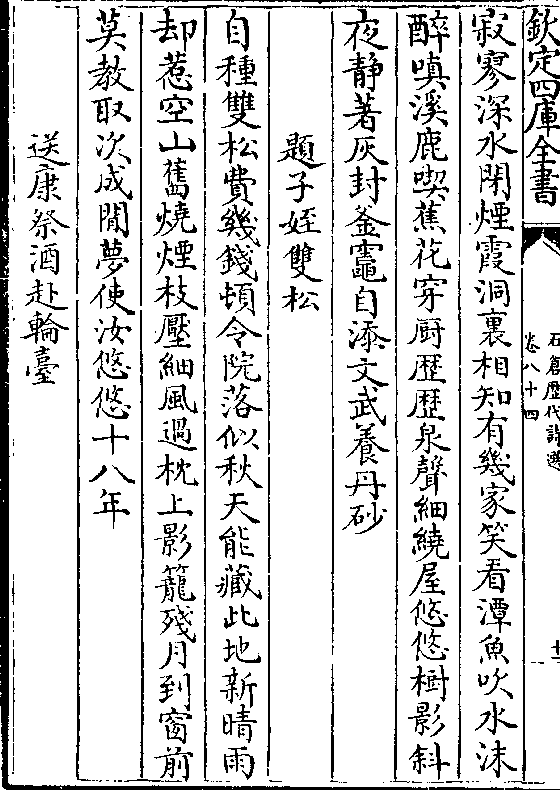 欽定四庫全書
石倉歷代詩選
卷八十四
十一
寂寥深水閉煙霞洞裏相知有幾家笑看潭魚吹水沫
醉嗔溪鹿喫蕉花穿厨歴歴泉聲細繞屋悠悠樹影斜
夜靜著灰封釡竈自添文武養丹砂
題子姪雙松
自種雙松費幾錢頓令院落似秋天能藏此地新晴雨
却惹空山舊燒煙枝壓細風過枕上影籠殘月到窗前
莫教取次成閒夢使汝悠悠十八年
送康祭酒赴輪臺